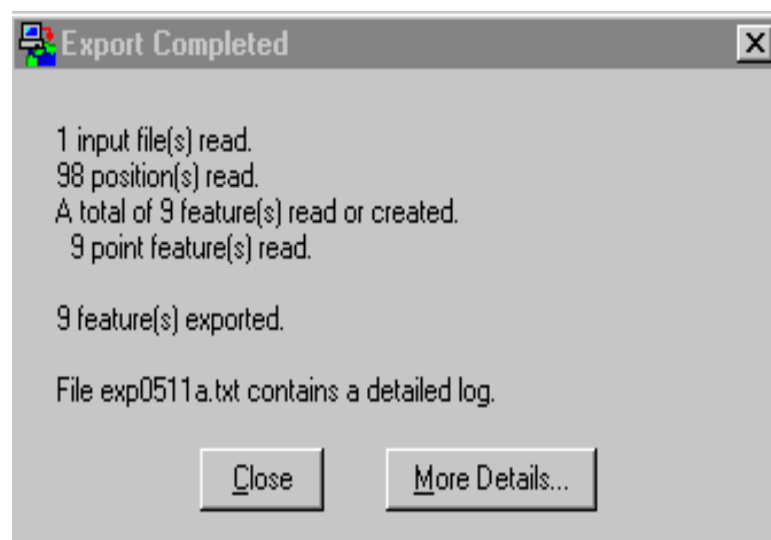 Export Completed
1 input file(s) read.
98 position(s) read.
A total of 9 feature(s) read or created.
9 point feature(s) read.
9 feature(s) exported.
File exp0511a.txt contains a detailed log.
Close More Details...